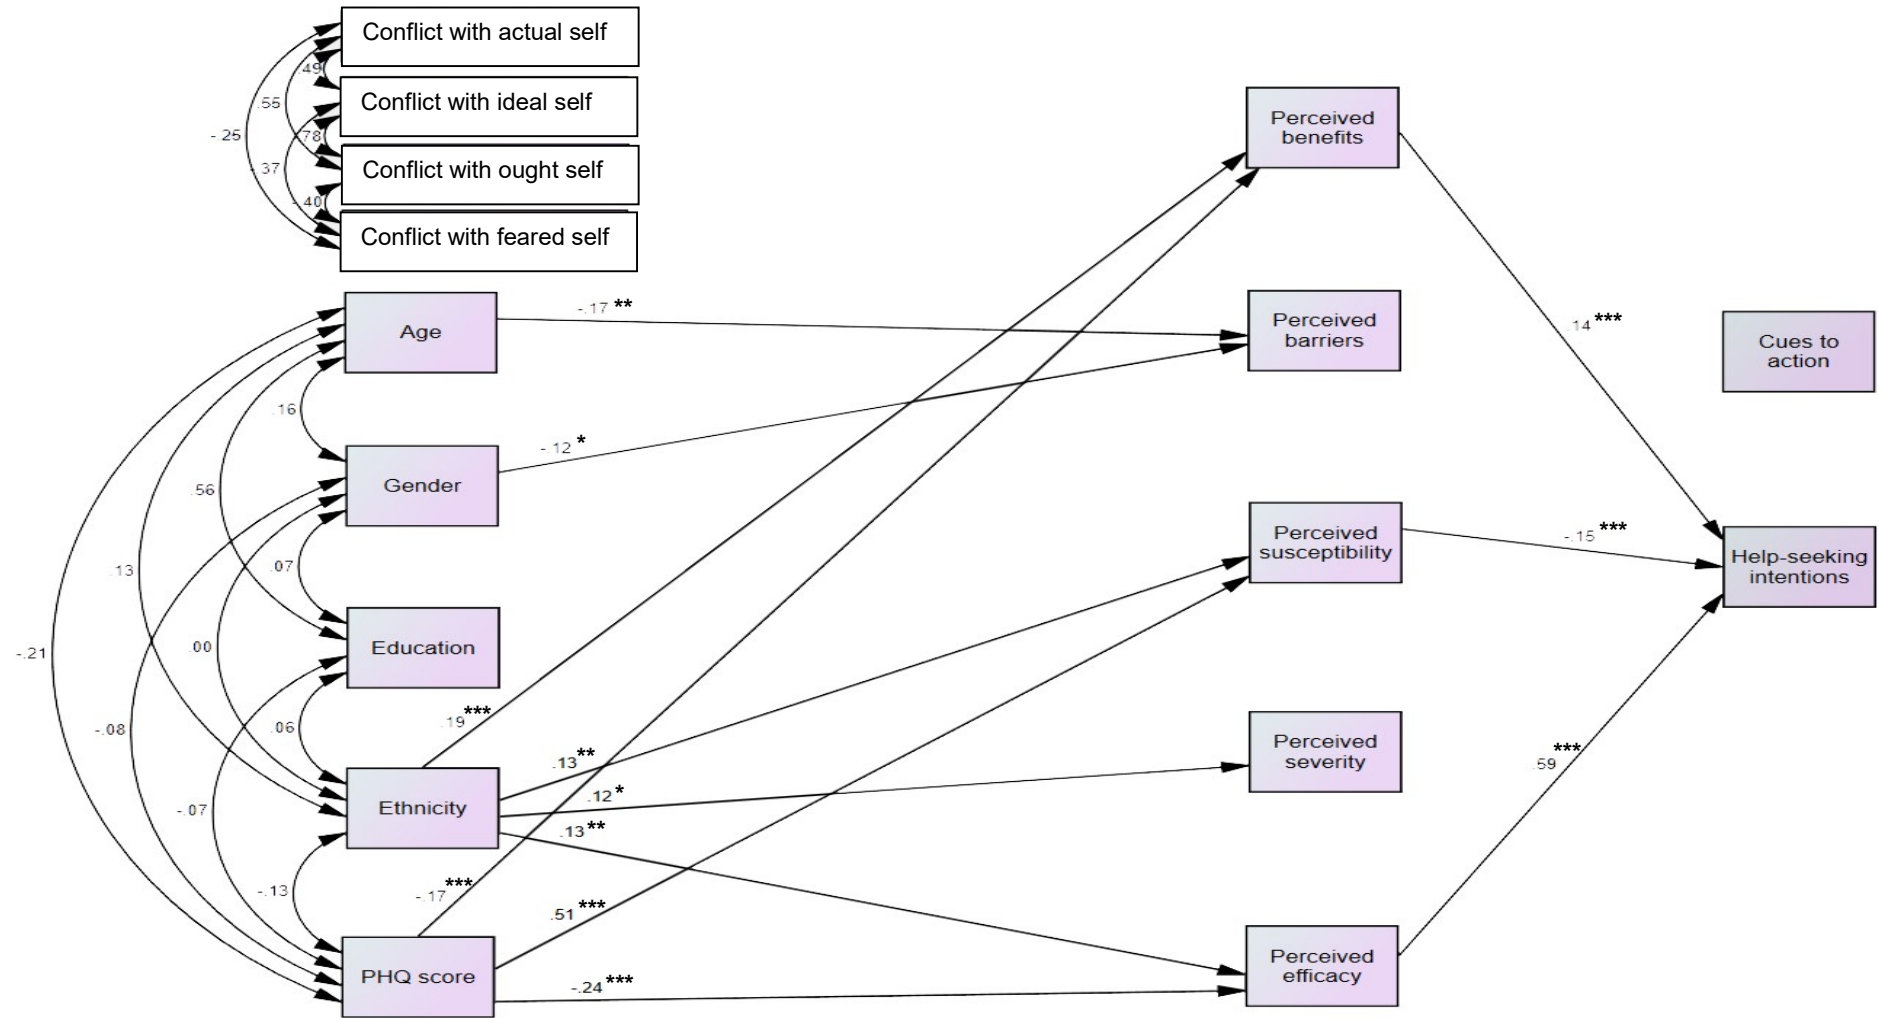 Conflict with actual self
.49
.55
Conflict with ideal self
-.25
.78
Conflict with ought self
.37
-.40
Conflict with feared self
Age
-.17 **
.16
Gender
-.12 *
.56
.07
.13
Education
.00
-.21
.06
-.08
.19***
Ethnicity
.13**
.12*
.13**
-.07
-.13
-.17***
PHQ score
.51 ***
-.24 ***
Perceived
benefits
Perceived
barriers
Perceived
susceptibility
Perceived
severity
Perceived
efficacy
.14***
-.15 ***
***
.59
Cues to
action
Help-seeking
intentions